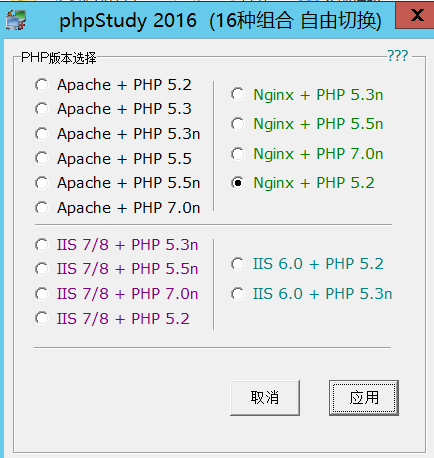 phpStudy 2016 (16种组合 自由切换)
x
PHP版本选择
???
Apache + PHP 5.2
Apache + PHP 5.3
Apache + PHP 5.3n
Apache + PHP 5.5
Apache + PHP 5.5n
Apache + PHP 7.0n
Nginx + PHP 5.3n
Nginx + PHP 5.5n
Nginx + PHP 7.0n
Nginx + PHP 5.2
IIS 7/8 + PHP 5.3n
IIS 7/8 + PHP 5.5n
IIS 7/8 + PHP 7.0n
IIS 7/8 + PHP 5.2
IIS 6.0 + PHP 5.2
IIS 6.0 + PHP 5.3n
取消
应用